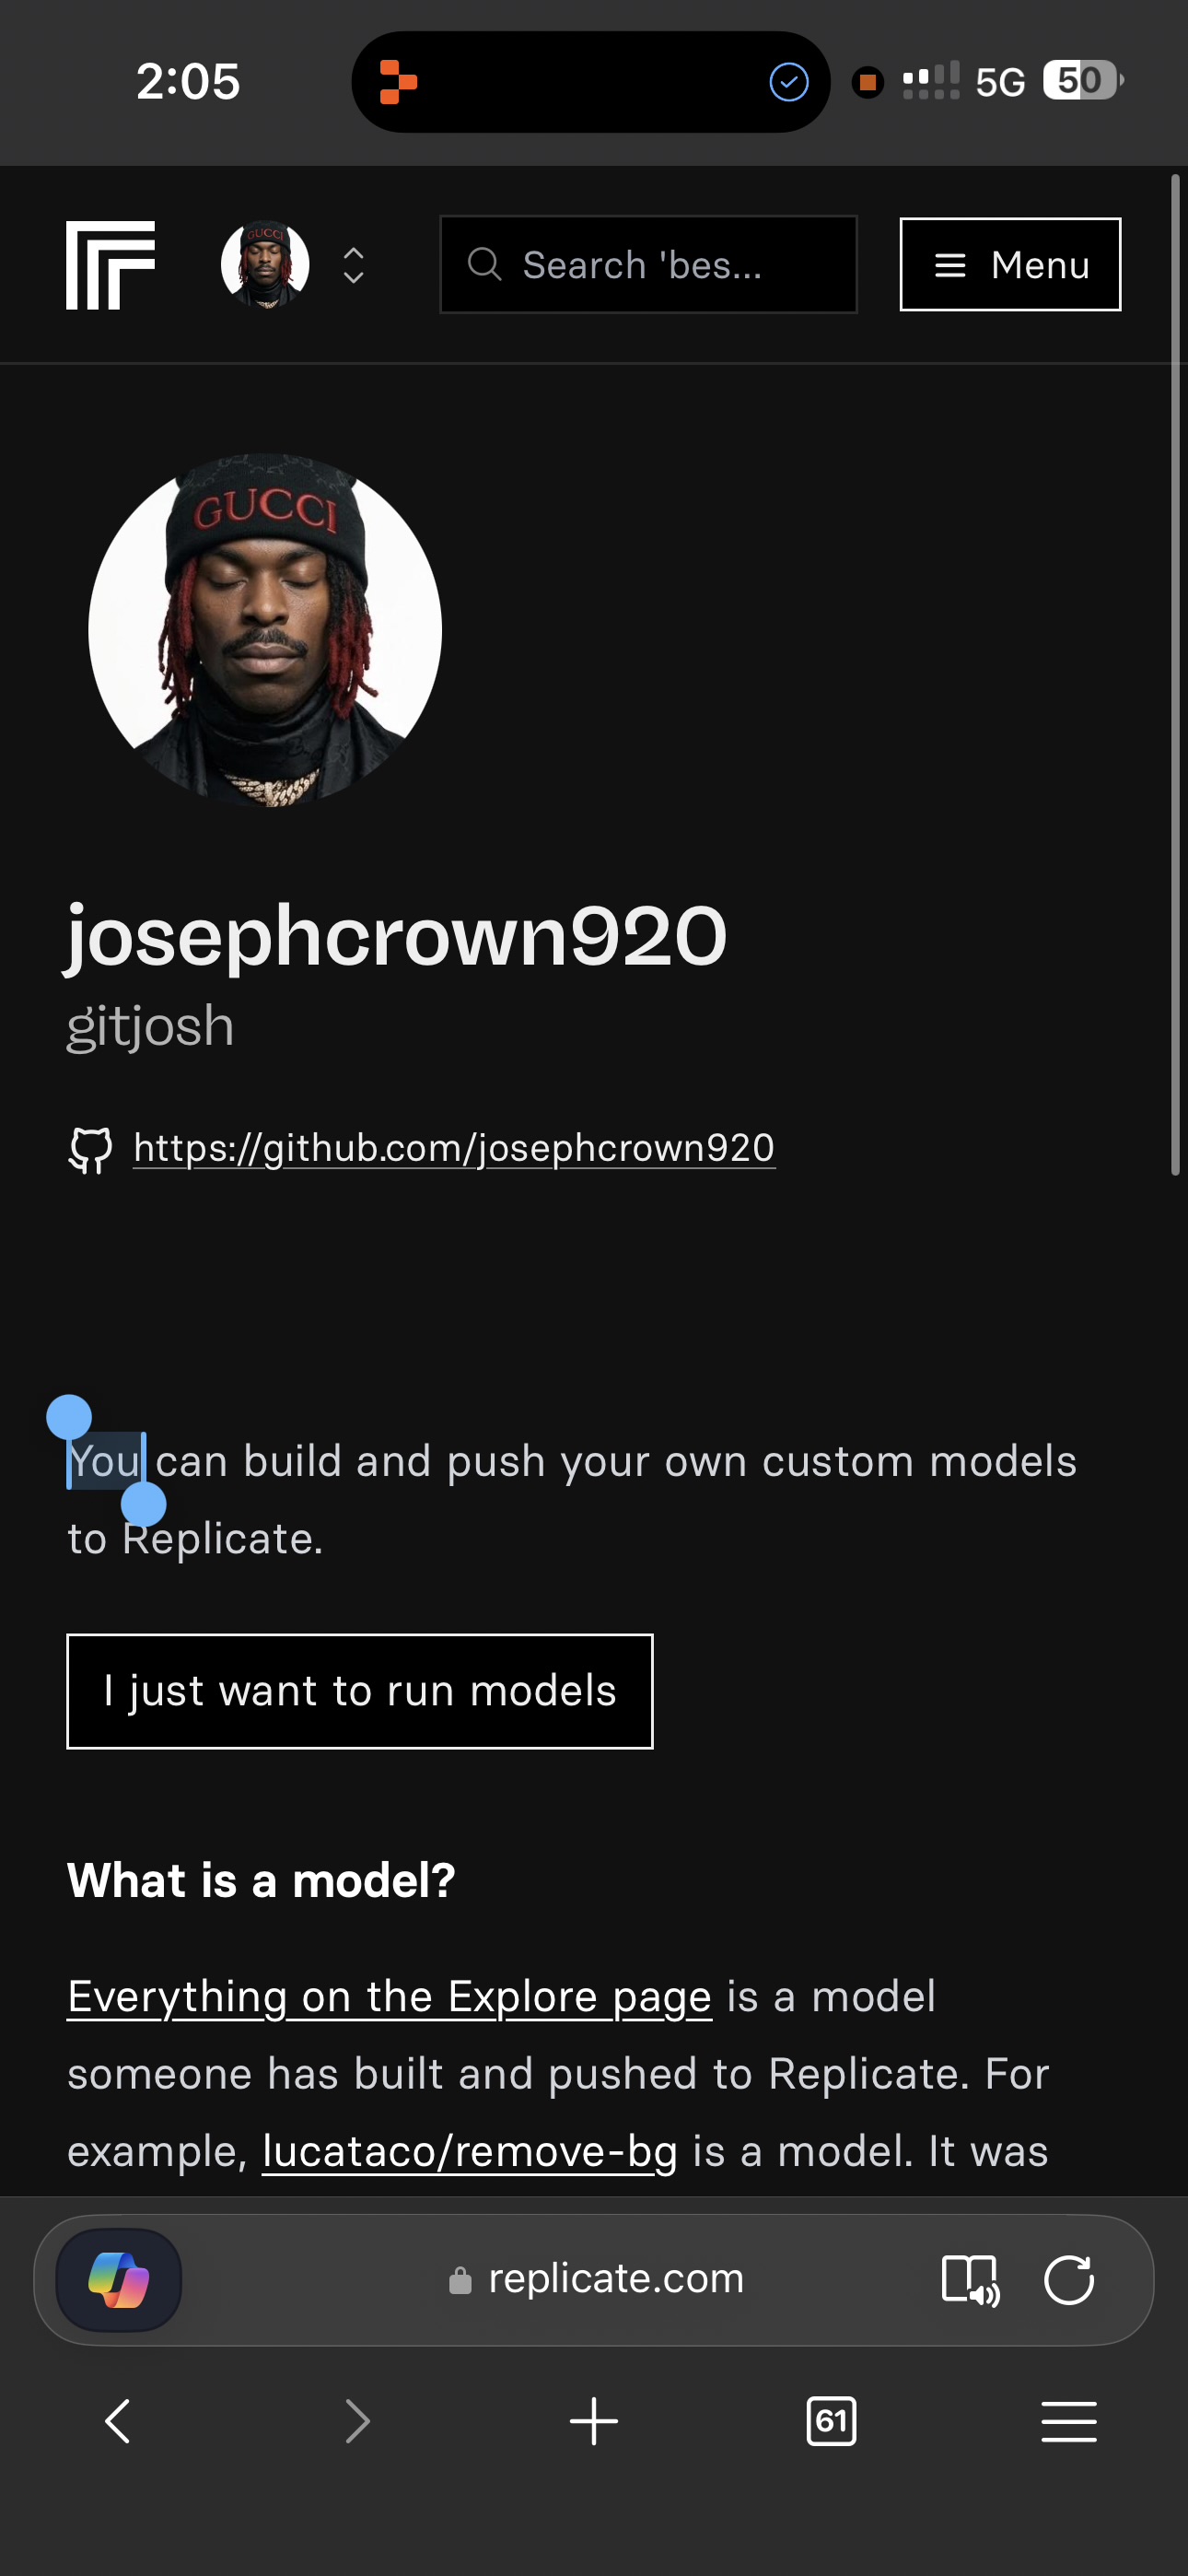 2:05
5G
50
GUCCI
Search 'bes...
Menu
GUCCI
josephcrown920
gitjosh
https://github.com/josephcrown920
You can build and push your own custom models
to Replicate.
I just want to run models
What is a model?
Everything on the Explore page is a model
someone has built and pushed to Replicate. For
example, lucataco/remove-bg is a model. It was
replicate.com
61